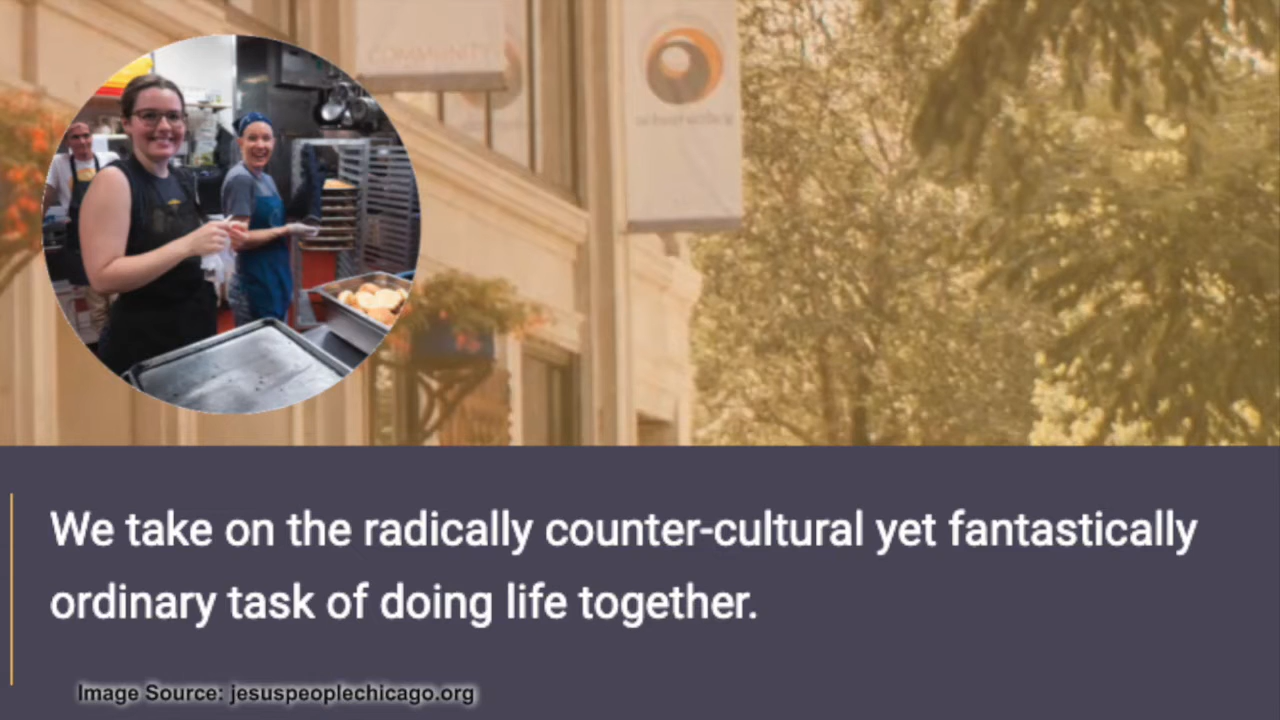 COMMUNITY
We take on the radically counter-cultural yet fantastically
ordinary task of doing life together.
Image Source: jesuspeoplechicago.org